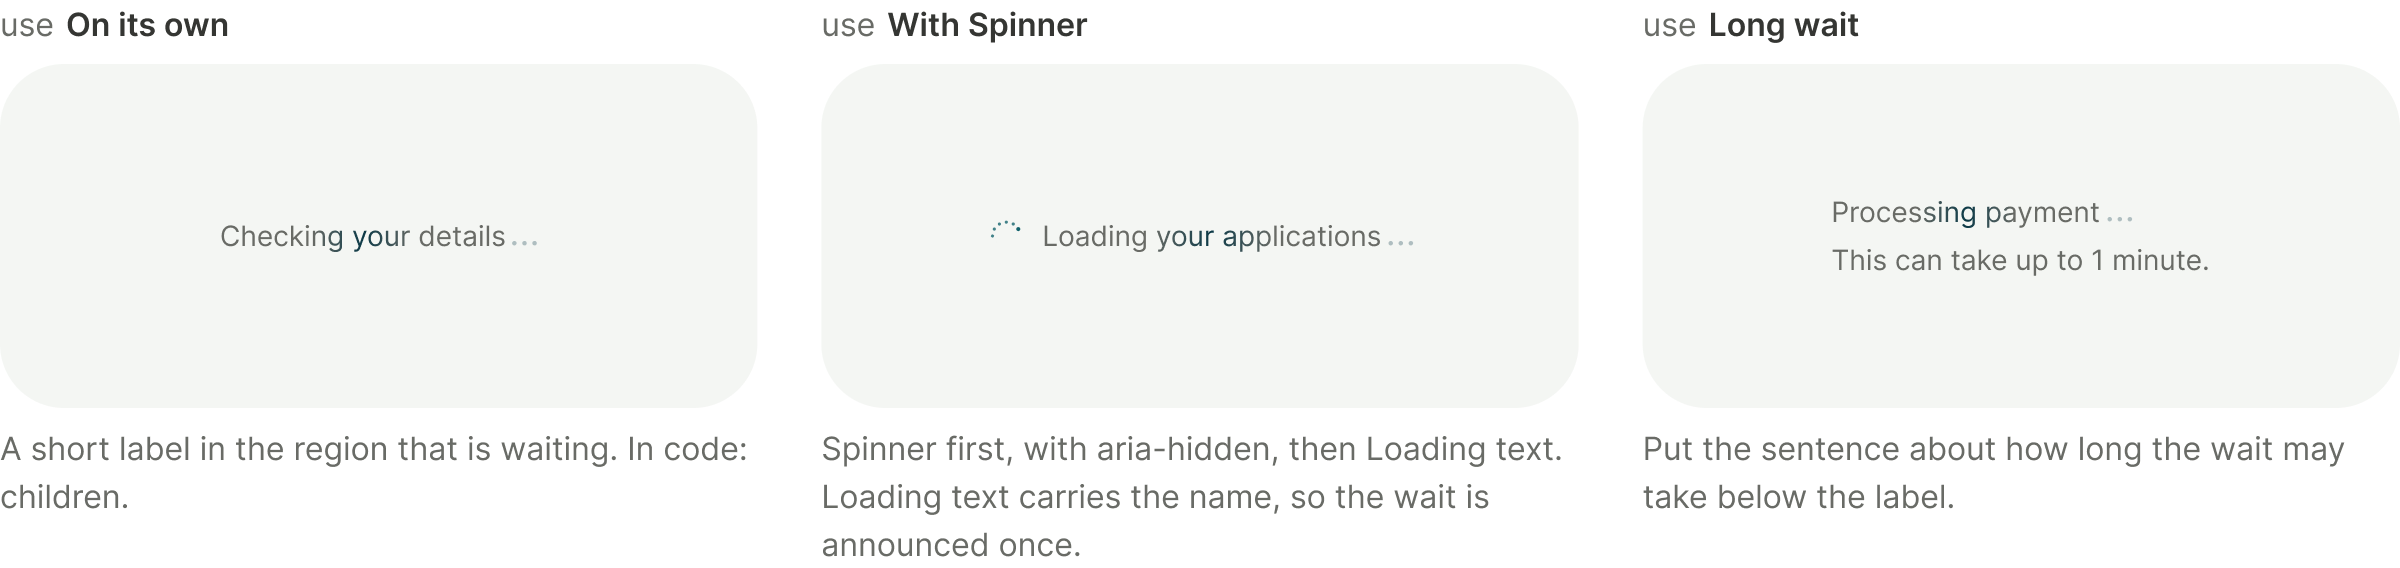 use On its own
Checking your details...
A short label in the region that is waiting. In code:
children.
use With Spinner
Loading your applications...
Spinner first, with aria-hidden, then Loading text.
Loading text carries the name, so the wait is
announced once.
use Long wait
Processing payment...
This can take up to 1 minute.
Put the sentence about how long the wait may
take below the label.